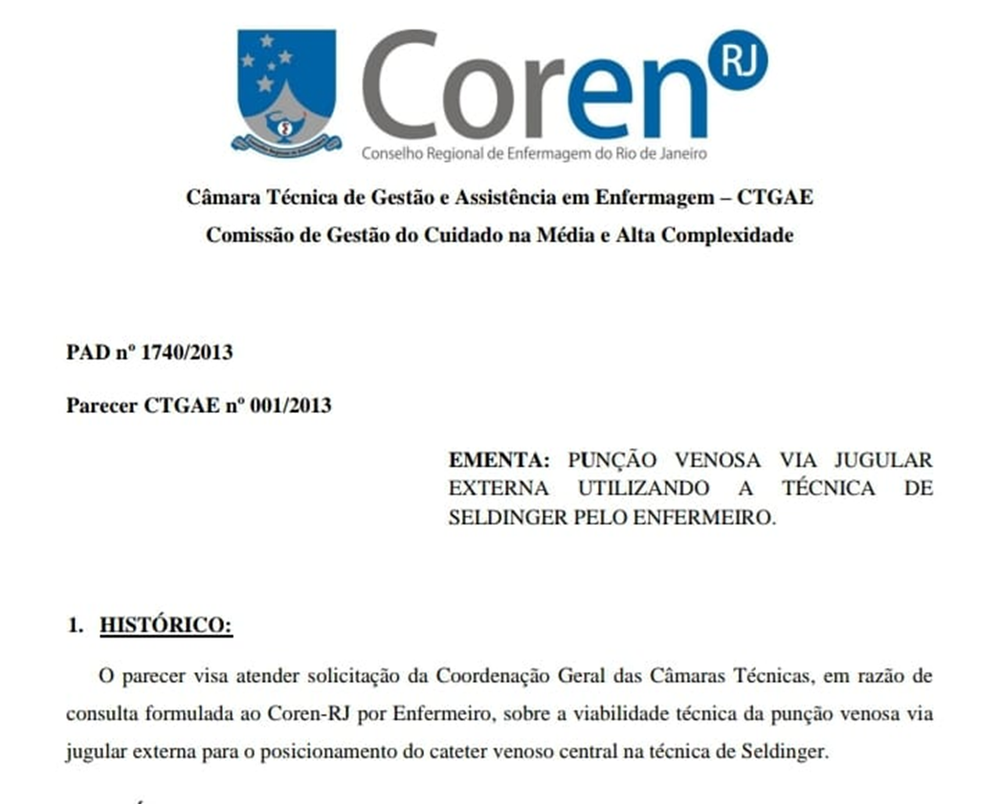 Coren RJ
Conselho Regional de Enfermagem do Rio de Janeiro
Câmara Técnica de Gestão e Assistência em Enfermagem – CTGAE
Comissão de Gestão do Cuidado na Média e Alta Complexidade
PAD nº 1740/2013
Parecer CTGAE nº 001/2013
EMENTA: PUNÇÃO VENOSA VIA JUGULAR
EXTERNA UTILIZANDO A TÉCNICA DE
SELDINGER PELO ENFERMEIRO.
1. HISTÓRICO:
O parecer visa atender solicitação da Coordenação Geral das Câmaras Técnicas, em razão de
consulta formulada ao Coren-RJ por Enfermeiro, sobre a viabilidade técnica da punção venosa via
jugular externa para o posicionamento do cateter venoso central na técnica de Seldinger.